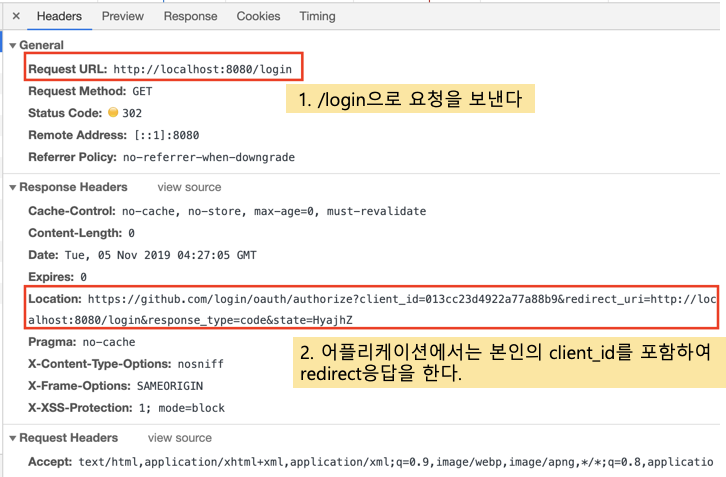 × Headers Preview Response Cookies Timing
▼ General
Request URL: http://localhost:8080/login
Request Method: GET
1. /login으로 요청을 보낸다
Status Code: 302
Remote Address: [::1]:8080
Referrer Policy: no-referrer-when-downgrade
▼ Response Headers view source
Cache-Control: no-cache, no-store, max-age=0, must-revalidate
Content-Length: 0
Date: Tue, 05 Nov 2019 04:27:05 GMT
Expires: 0
Location: https://github.com/login/oauth/authorize?client_id=013cc23d4922a77a88b9&redirect_uri=http://loc
alhost:8080/login&response_type=code&state=HyajhZ
Pragma: no-cache
2. 어플리케이션에서는 본인의 client_id를 포함하여
redirect응답을 한다.
X-Content-Type-Options: nosniff
X-Frame-Options: SAMEORIGIN
X-XSS-Protection: 1; mode=block
▼ Request Headers view source
Accept: text/html,application/xhtml+xml,application/xml;q=0.9,image/webp,image/apng,*/*;q=0.8,applicatio